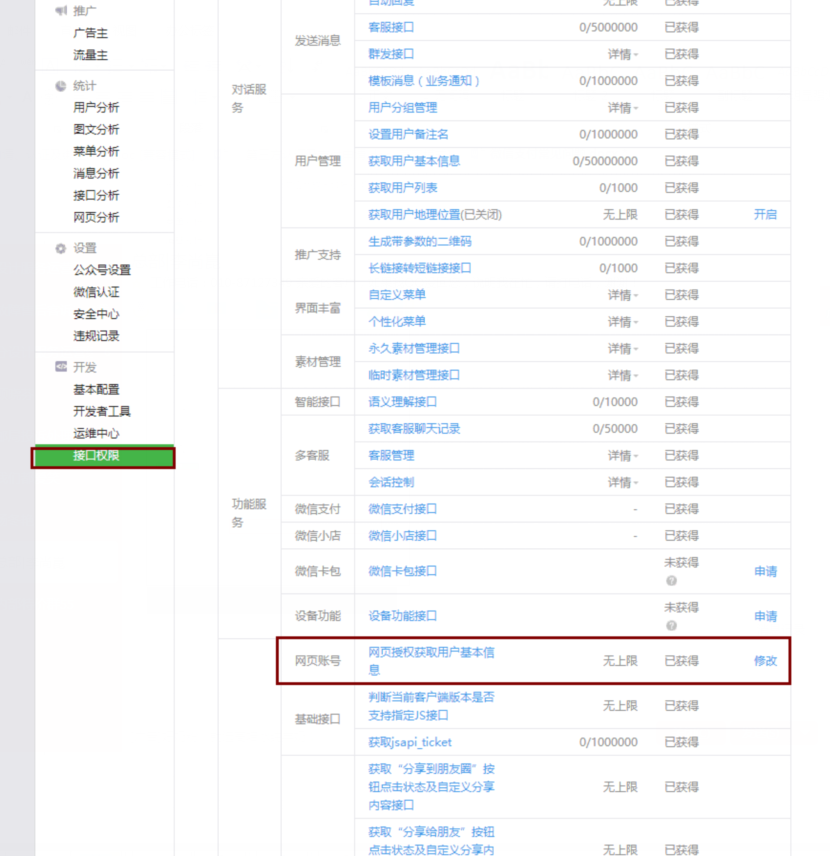 推广
广告主
流量主
统计
用户分析
图文分析
菜单分析
消息分析
接口分析
网页分析
设置
公众号设置
微信认证
安全中心
违规记录
开发
基本配置
开发者工具
运维中心
接口权限
对话服
务
发送消息
自动回复 无上限 已获得
客服接口 0/5000000 已获得
群发接口 详情 已获得
模板消息（业务通知） 0/1000000 已获得
用户管理
用户分组管理 详情 已获得
设置用户备注名 0/1000000 已获得
获取用户基本信息 0/50000000 已获得
获取用户列表 0/1000 已获得
获取用户地理位置(已关闭) 无上限 已获得 开启
推广支持
生成带参数的二维码 0/1000000 已获得
长链接转短链接接口 0/1000 已获得
界面丰富
自定义菜单 详情 已获得
个性化菜单 详情 已获得
素材管理
永久素材管理接口 详情 已获得
临时素材管理接口 详情 已获得
功能服
务
智能接口 语义理解接口 0/10000 已获得
多客服
获取客服聊天记录 0/50000 已获得
客服管理 详情 已获得
会话控制 详情 已获得
微信支付 微信支付接口 - 已获得
微信小店 微信小店接口 - 已获得
微信卡包 微信卡包接口 未获得 ? 申请
设备功能 设备功能接口 未获得 ? 申请
网页账号
网页授权获取用户基本信
息
无上限 已获得 修改
基础接口
判断当前客户端版本是否
支持指定JS接口
无上限 已获得
获取jsapi_ticket 0/1000000 已获得
获取“分享到朋友圈”按
钮点击状态及自定义分享
内容接口
无上限 已获得
获取“分享给朋友”按钮
点击状态及自定义分享内
无上限 已获得